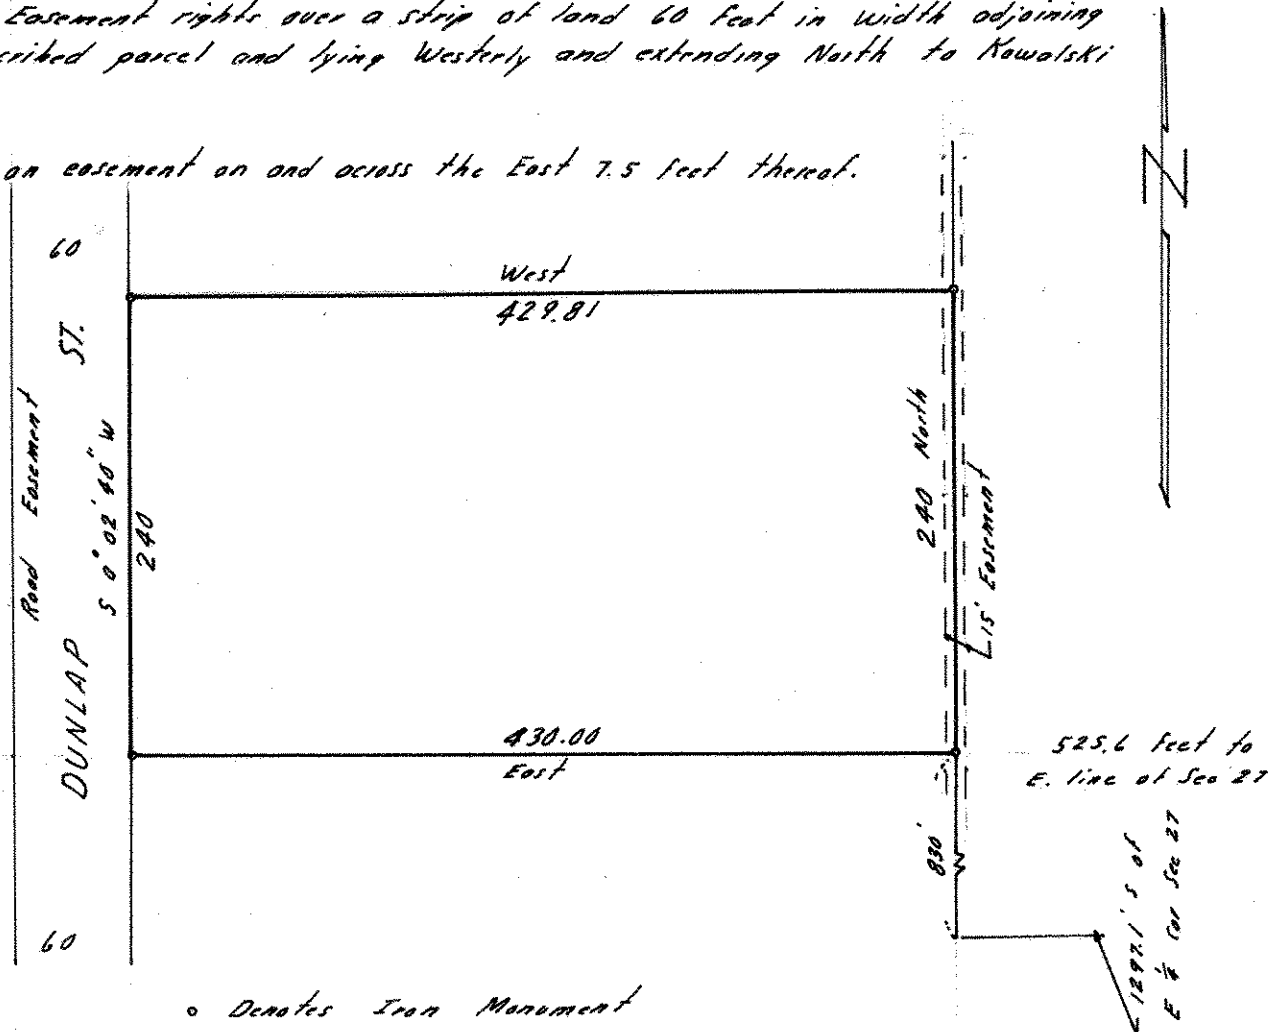 Easement rights over a strip of land 60 feet in width adjoining
cribed parcel and lying Westerly and extending North to Kowalski
an easement on and across the East 7.5 feet thereof.
N
60
West
429.81
ST.
Road Easement
S 0° 02' 40" W
240
240 North
15' Easement
DUNLAP
430.00
East
525.6 feet to
E. line of Sec 27
830'
1297.1' S of
E 1/4 Cor Sec 27
60
o Denotes Iron Monument